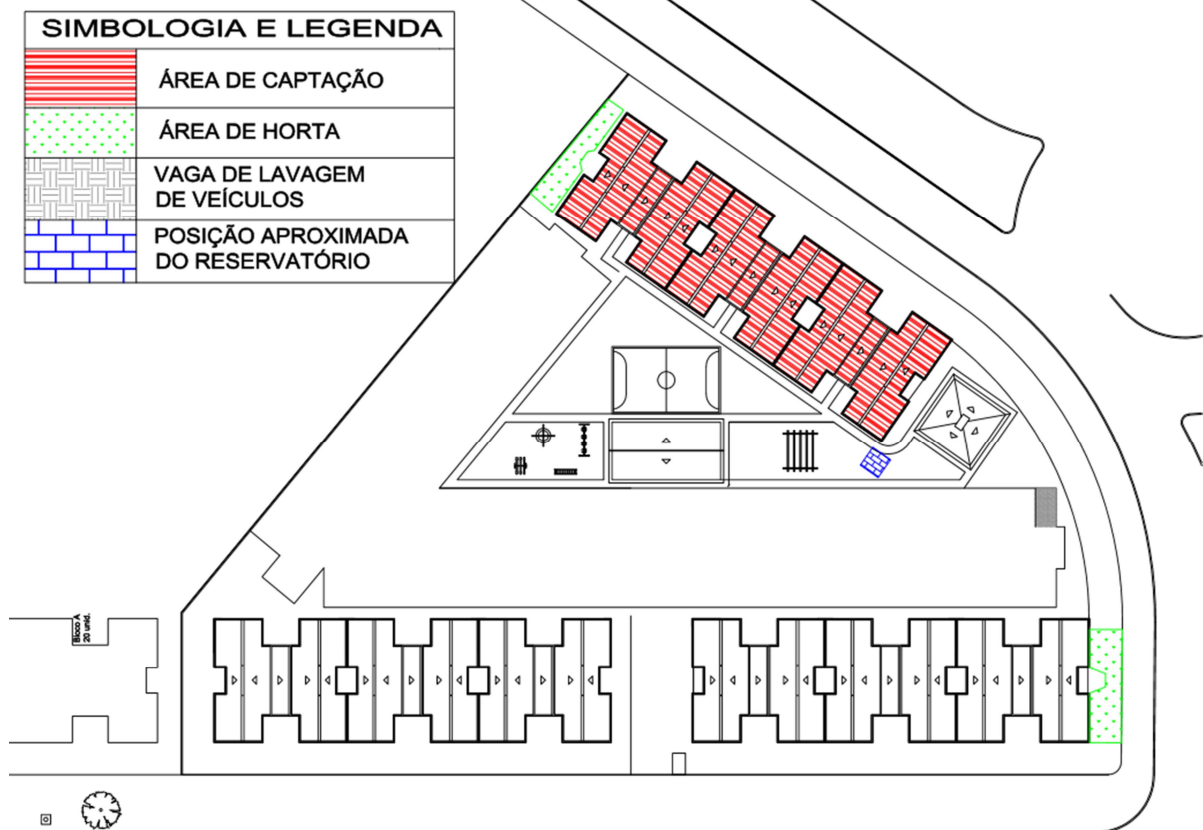 SIMBOLOGIA E LEGENDA
ÁREA DE CAPTAÇÃO
ÁREA DE HORTA
VAGA DE LAVAGEM
DE VEÍCULOS
POSIÇÃO APROXIMADA
DO RESERVATÓRIO
Bloco A
20 unid.